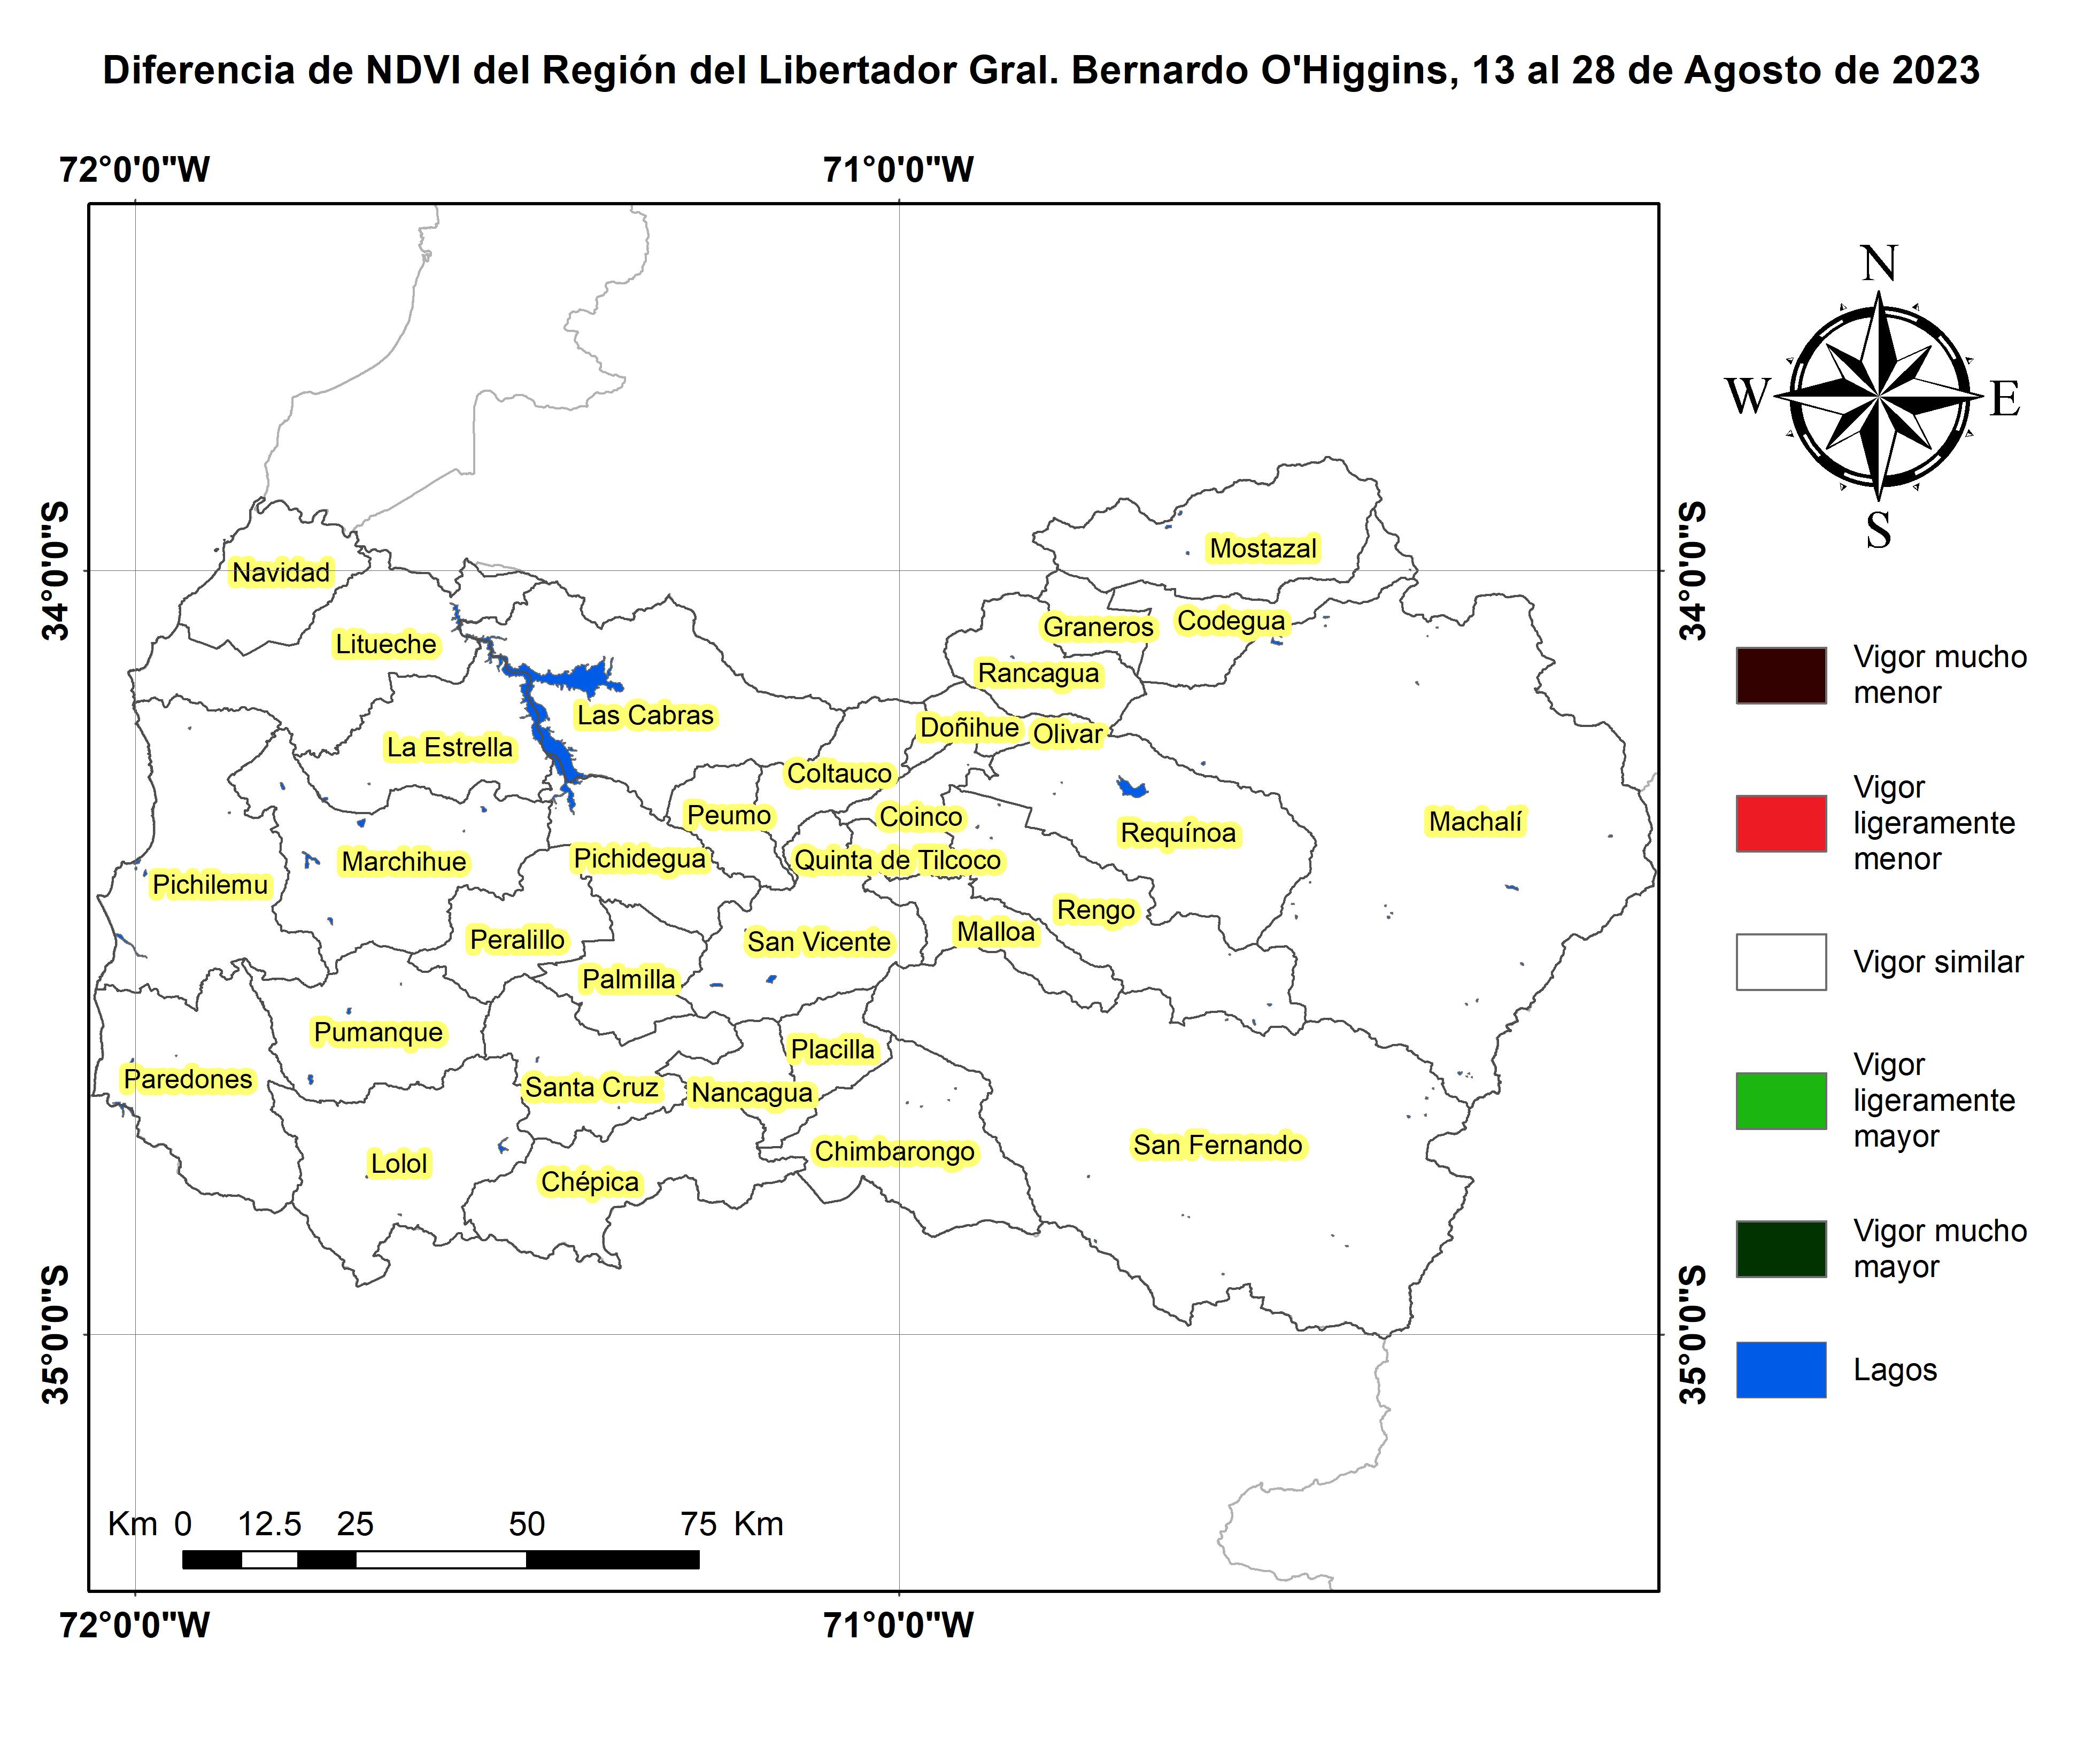 Diferencia de NDVI del Región del Libertador Gral. Bernardo O'Higgins, 13 al 28 de Agosto de 2023
72°0'0"W
71°0'0"W
34°0'0"S
34°0'0"S
35°0'0"S
35°0'0"S
72°0'0"W
71°0'0"W
N
W
E
S
Mostazal
Navidad
Codegua
Graneros
Litueche
Rancagua
Las Cabras
Doñihue
Olivar
La Estrella
Coltauco
Peumo
Coinco
Machalí
Requínoa
Marchihue
Pichidegua
Quinta de Tilcoco
Pichilemu
Rengo
Malloa
Peralillo
San Vicente
Palmilla
Pumanque
Placilla
Paredones
Santa Cruz
Nancagua
San Fernando
Chimbarongo
Lolol
Chépica
Vigor mucho
menor
Vigor
ligeramente
menor
Vigor similar
Vigor
ligeramente
mayor
Vigor mucho
mayor
Lagos
Km 0 12.5 25 50 75 Km